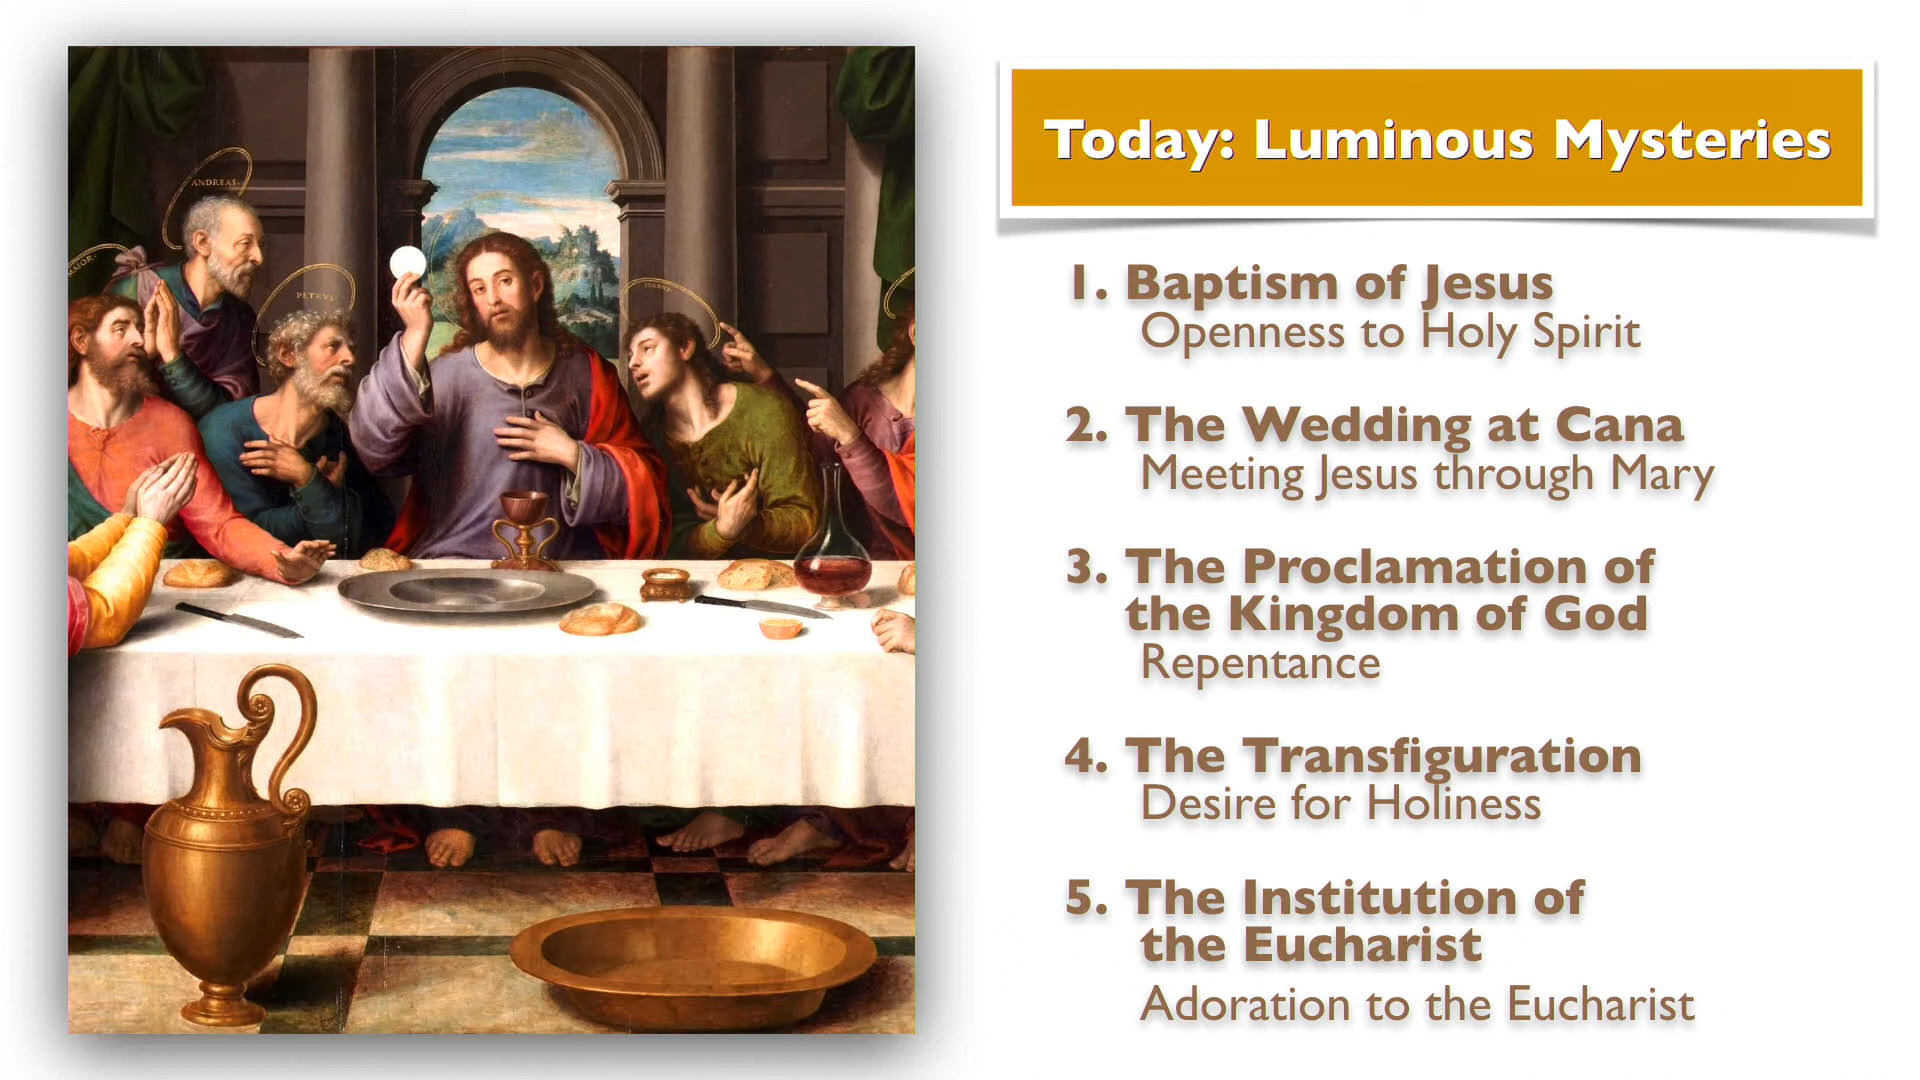 ANDREAS
MAIOR
PETRVS
Today: Luminous Mysteries
1. Baptism of Jesus
Openness to Holy Spirit
2. The Wedding at Cana
Meeting Jesus through Mary
3. The Proclamation of
the Kingdom of God
Repentance
4. The Transfiguration
Desire for Holiness
5. The Institution of
the Eucharist
Adoration to the Eucharist